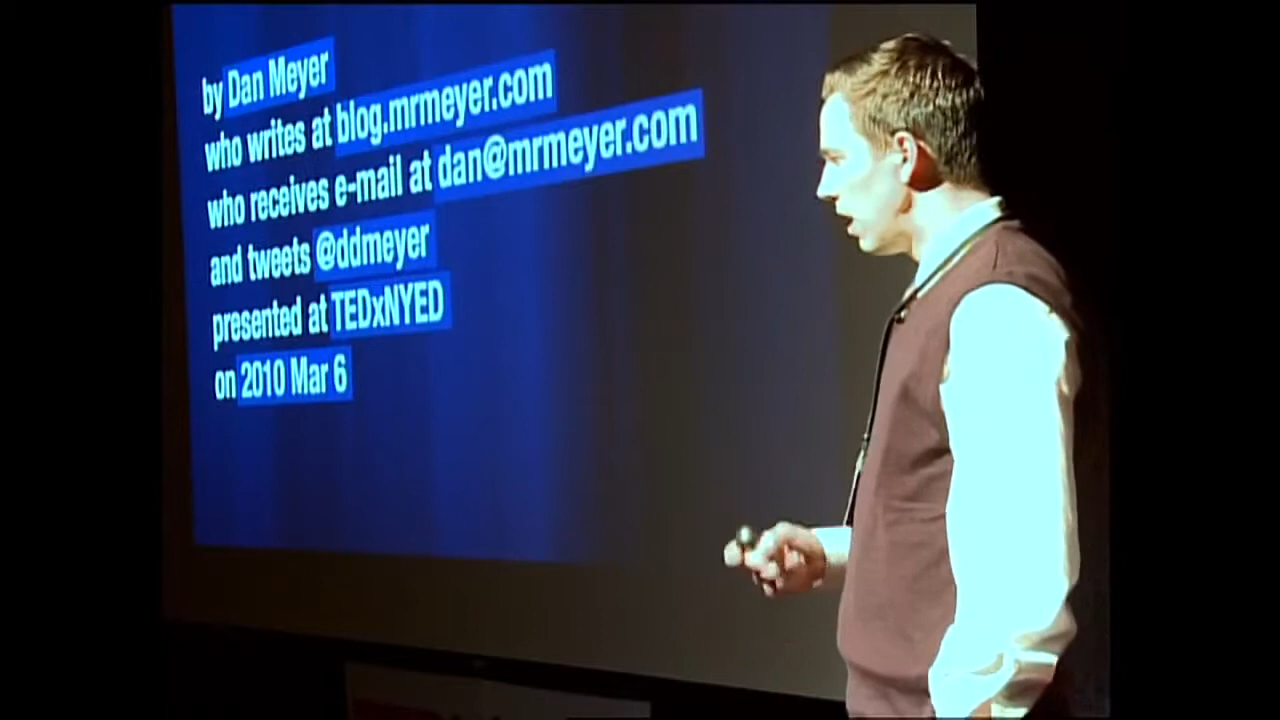 by Dan Meyer
who writes at blog.mrmeyer.com
who receives e-mail at dan@mrmeyer.com
and tweets @ddmeyer
presented at TEDxNYED
on 2010 Mar 6